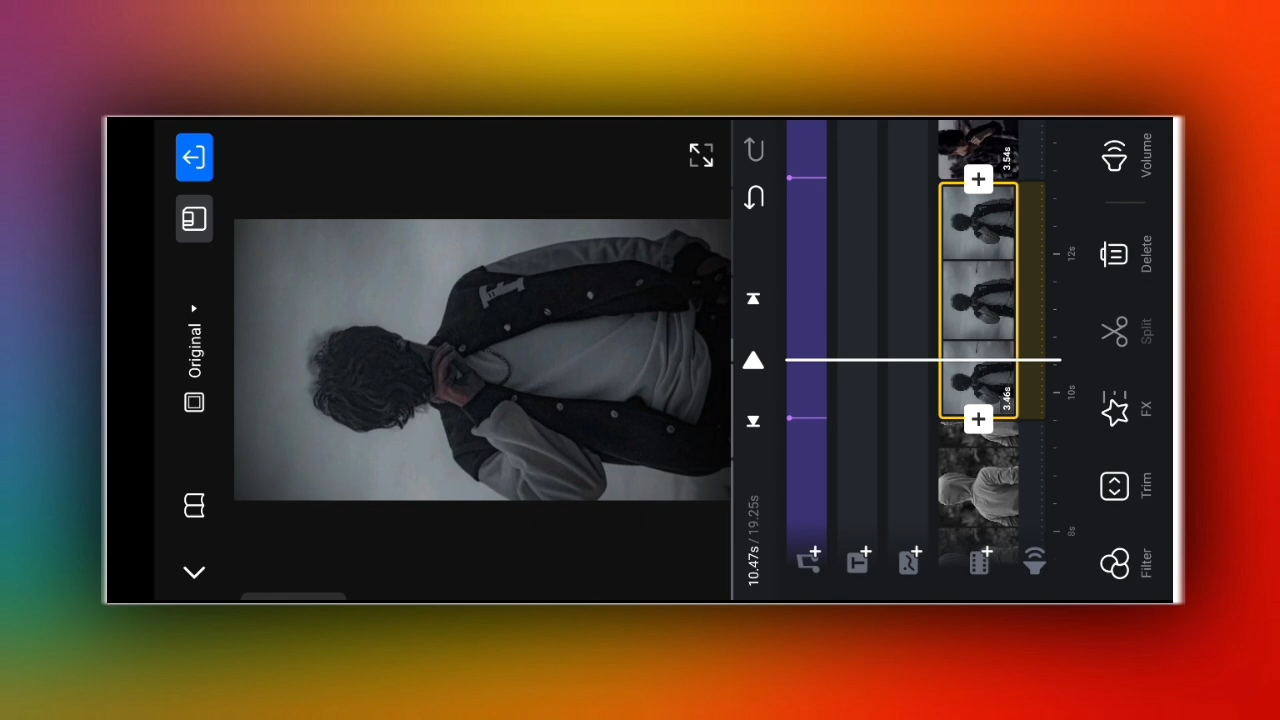 Original
10.47s / 19.25s
3.46s
3.54s
8s
10s
12s
Filter
Trim
FX
Split
Delete
Volume